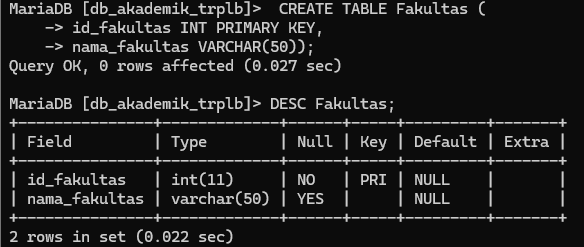 MariaDB [db_akademik_trplb]>  CREATE TABLE Fakultas (
    -> id_fakultas INT PRIMARY KEY,
    -> nama_fakultas VARCHAR(50));
Query OK, 0 rows affected (0.027 sec)

MariaDB [db_akademik_trplb]> DESC Fakultas;
+---------------+-------------+------+-----+---------+-------+
| Field         | Type        | Null | Key | Default | Extra |
+---------------+-------------+------+-----+---------+-------+
| id_fakultas   | int(11)     | NO   | PRI | NULL    |       |
| nama_fakultas | varchar(50) | YES  |     | NULL    |       |
+---------------+-------------+------+-----+---------+-------+
2 rows in set (0.022 sec)